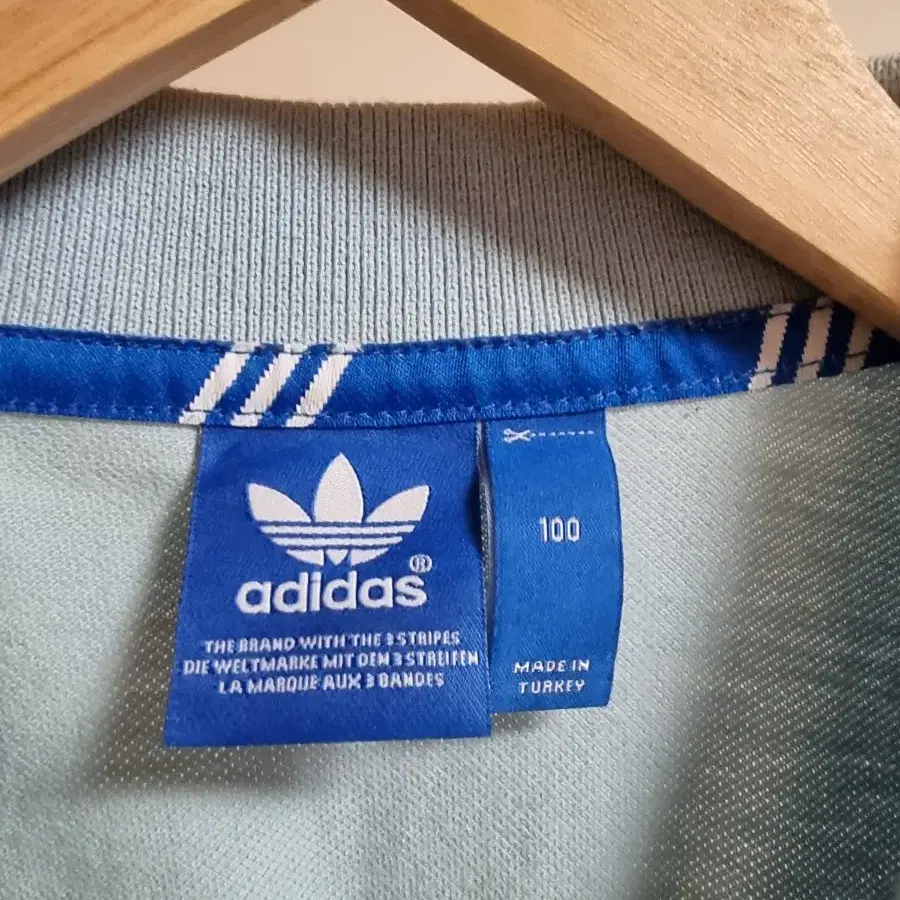 adidas®
THE BRAND WITH THE 3 STRIPES
DIE WELTMARKE MIT DEN 3 STREIFEN
LA MARQUE AUX 3 BANDES
100
MADE IN
TURKEY